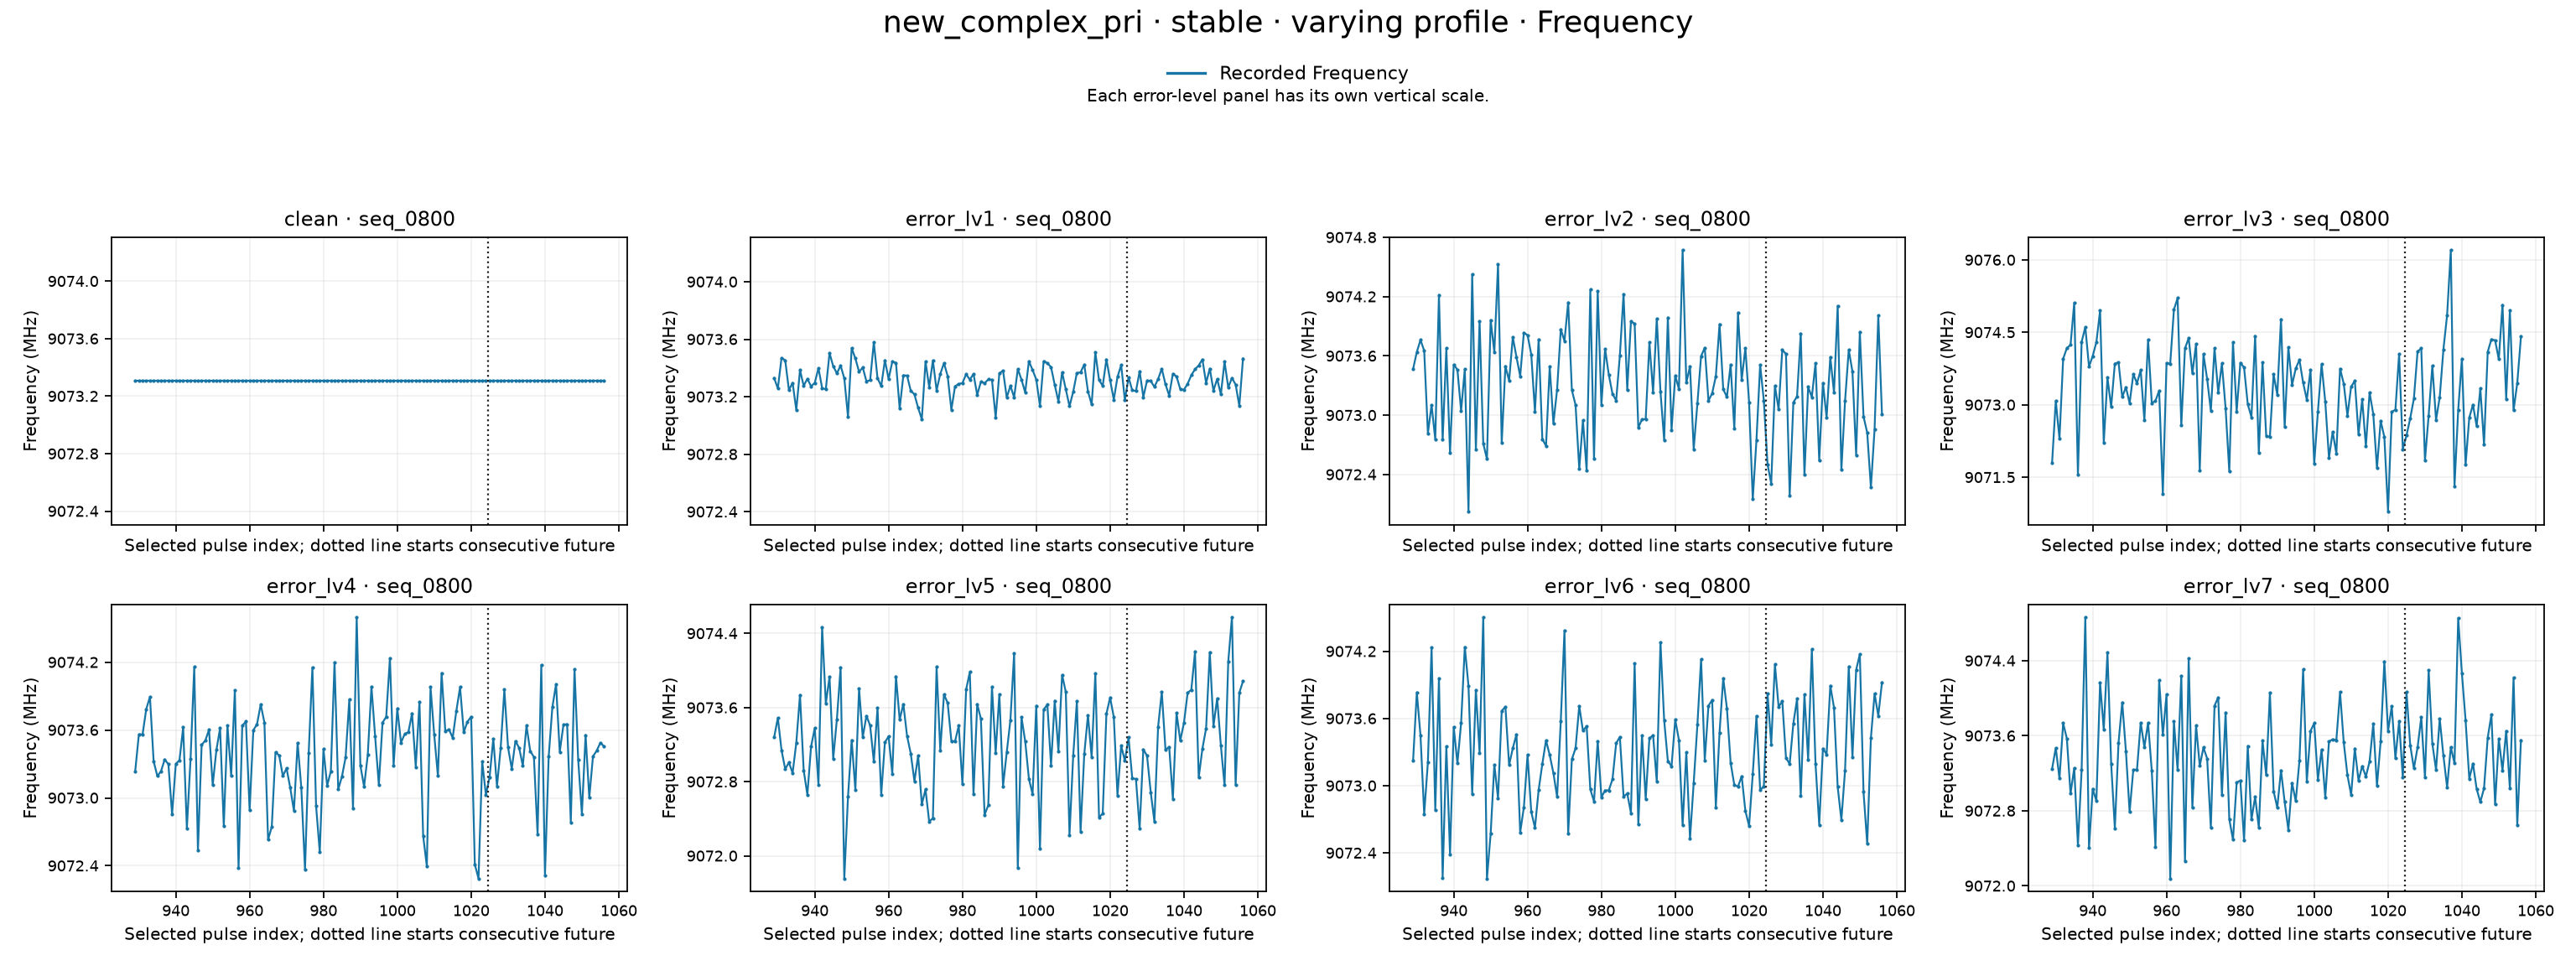 new_complex_pri · stable · varying profile · Frequency
Recorded Frequency
Each error-level panel has its own vertical scale.
clean · seq_0800
Frequency (MHz)
9074.0
9073.6
9073.2
9072.8
9072.4
Selected pulse index; dotted line starts consecutive future
error_lv1 · seq_0800
Frequency (MHz)
9074.0
9073.6
9073.2
9072.8
9072.4
Selected pulse index; dotted line starts consecutive future
error_lv2 · seq_0800
Frequency (MHz)
9074.8
9074.2
9073.6
9073.0
9072.4
Selected pulse index; dotted line starts consecutive future
error_lv3 · seq_0800
Frequency (MHz)
9076.0
9074.5
9073.0
9071.5
Selected pulse index; dotted line starts consecutive future
error_lv4 · seq_0800
Frequency (MHz)
9074.2
9073.6
9073.0
9072.4
940 960 980 1000 1020 1040 1060
Selected pulse index; dotted line starts consecutive future
error_lv5 · seq_0800
Frequency (MHz)
9074.4
9073.6
9072.8
9072.0
940 960 980 1000 1020 1040 1060
Selected pulse index; dotted line starts consecutive future
error_lv6 · seq_0800
Frequency (MHz)
9074.2
9073.6
9073.0
9072.4
940 960 980 1000 1020 1040 1060
Selected pulse index; dotted line starts consecutive future
error_lv7 · seq_0800
Frequency (MHz)
9074.4
9073.6
9072.8
9072.0
940 960 980 1000 1020 1040 1060
Selected pulse index; dotted line starts consecutive future